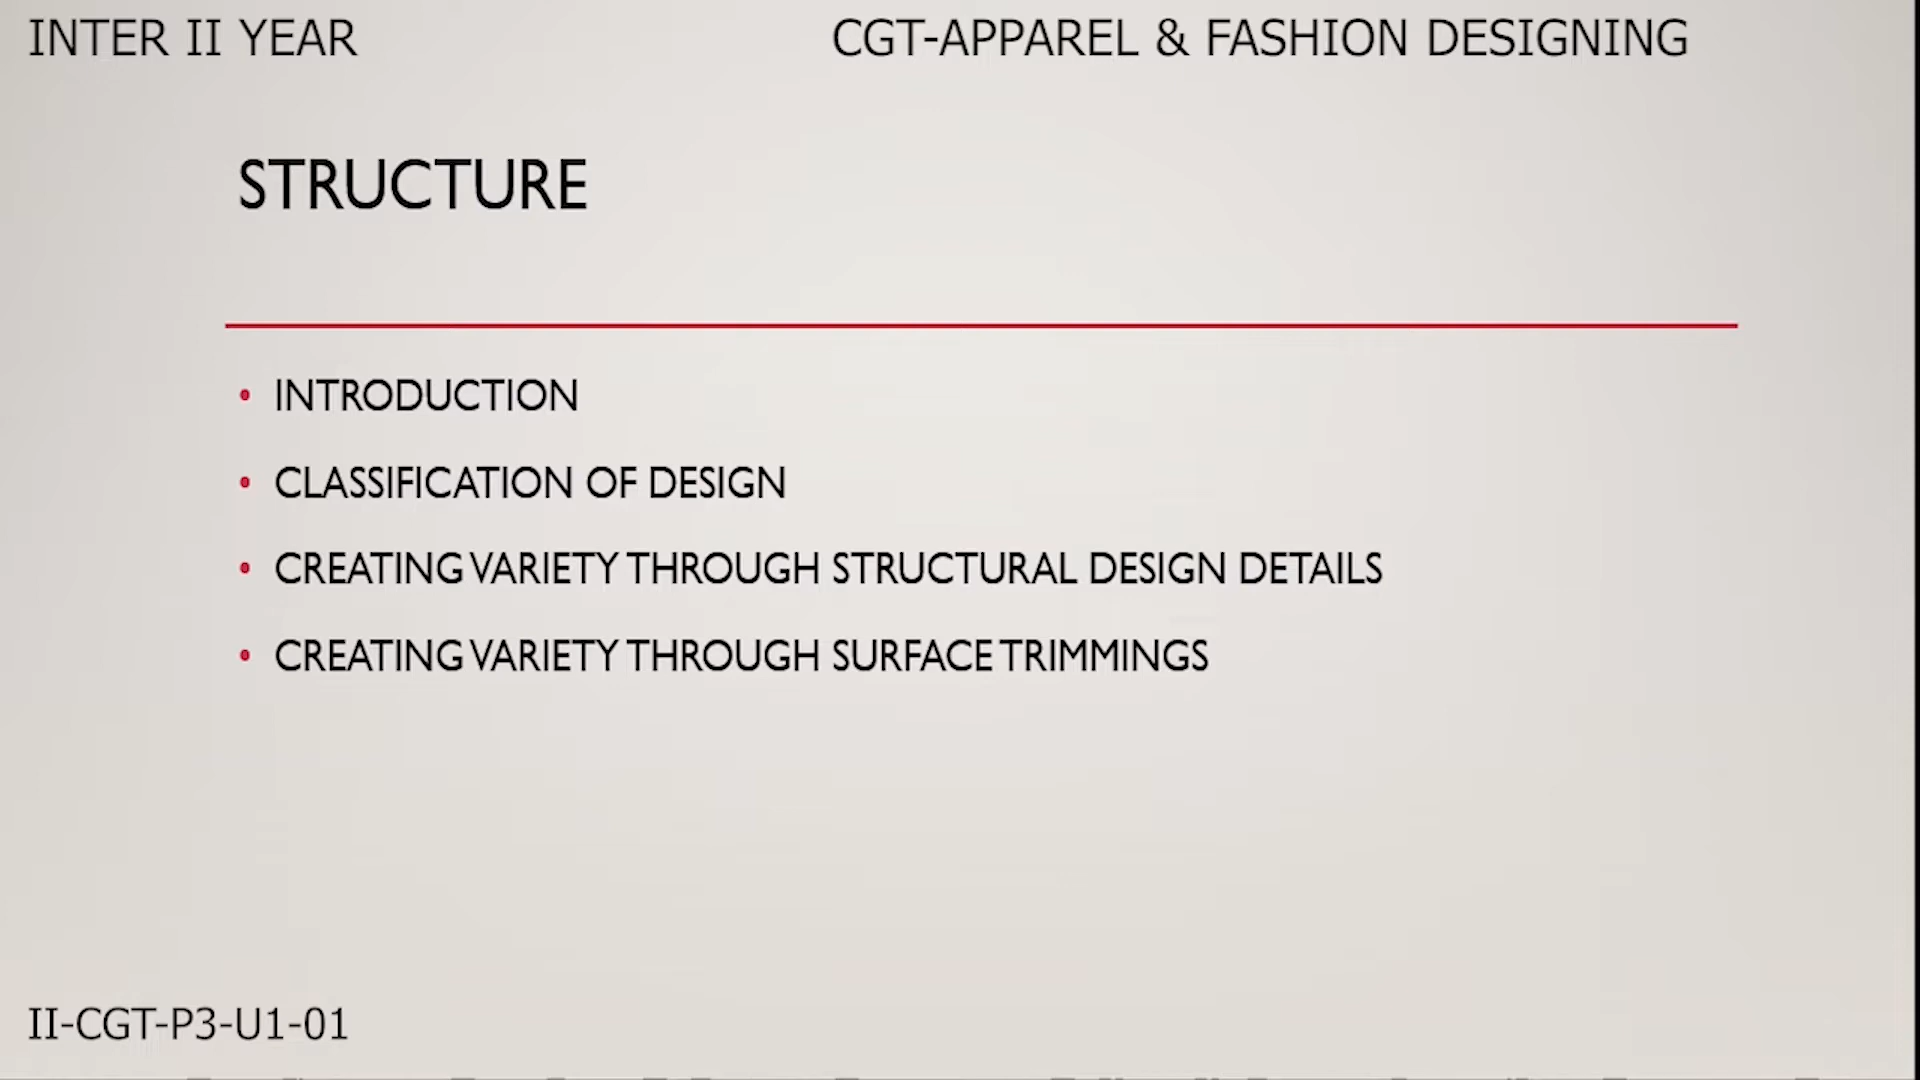 INTER II YEAR
CGT-APPAREL & FASHION DESIGNING
STRUCTURE
• INTRODUCTION
• CLASSIFICATION OF DESIGN
• CREATING VARIETY THROUGH STRUCTURAL DESIGN DETAILS
• CREATING VARIETY THROUGH SURFACE TRIMMINGS
II-CGT-P3-U1-01